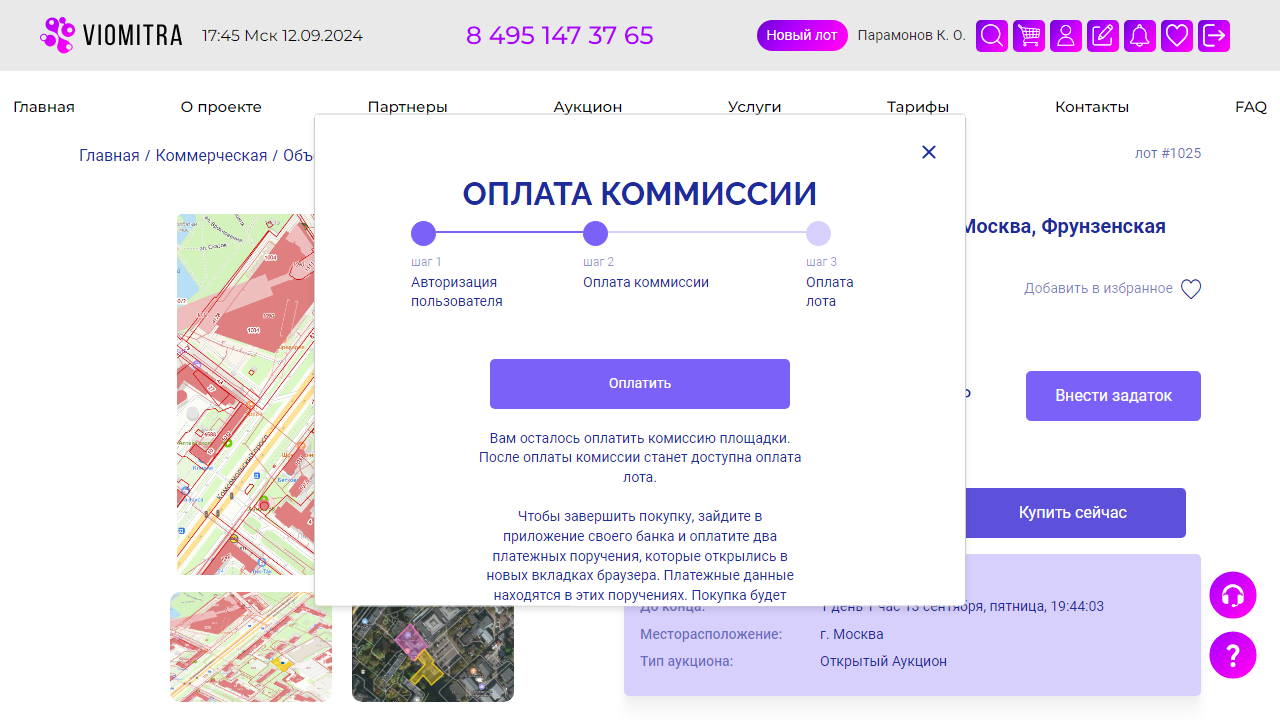 VIOMITRA
17:45 Мск 12.09.2024
8 495 147 37 65
Новый лот
Парамонов К. О.
Главная
О проекте
Партнеры
Аукцион
Услуги
Тарифы
Контакты
FAQ
Главная / Коммерческая /
лот #1025
ОПЛАТА КОММИССИИ
шаг 1
Авторизация
пользователя
шаг 2
Оплата коммиссии
шаг 3
Оплата
лота
Оплатить
Вам осталось оплатить комиссию площадки.
После оплаты комиссии станет доступна оплата
лота.
Чтобы завершить покупку, зайдите в
приложение своего банка и оплатите два
платежных поручения, которые открылись в
новых вкладках браузера. Платежные данные
находятся в этих поручениях. Покупка будет
Москва, Фрунзенская
Добавить в избранное
Внести задаток
Купить сейчас
До конца:
1 день 1 час 13 сентября, пятница, 19:44:03
Месторасположение:
г. Москва
Тип аукциона:
Открытый Аукцион
?